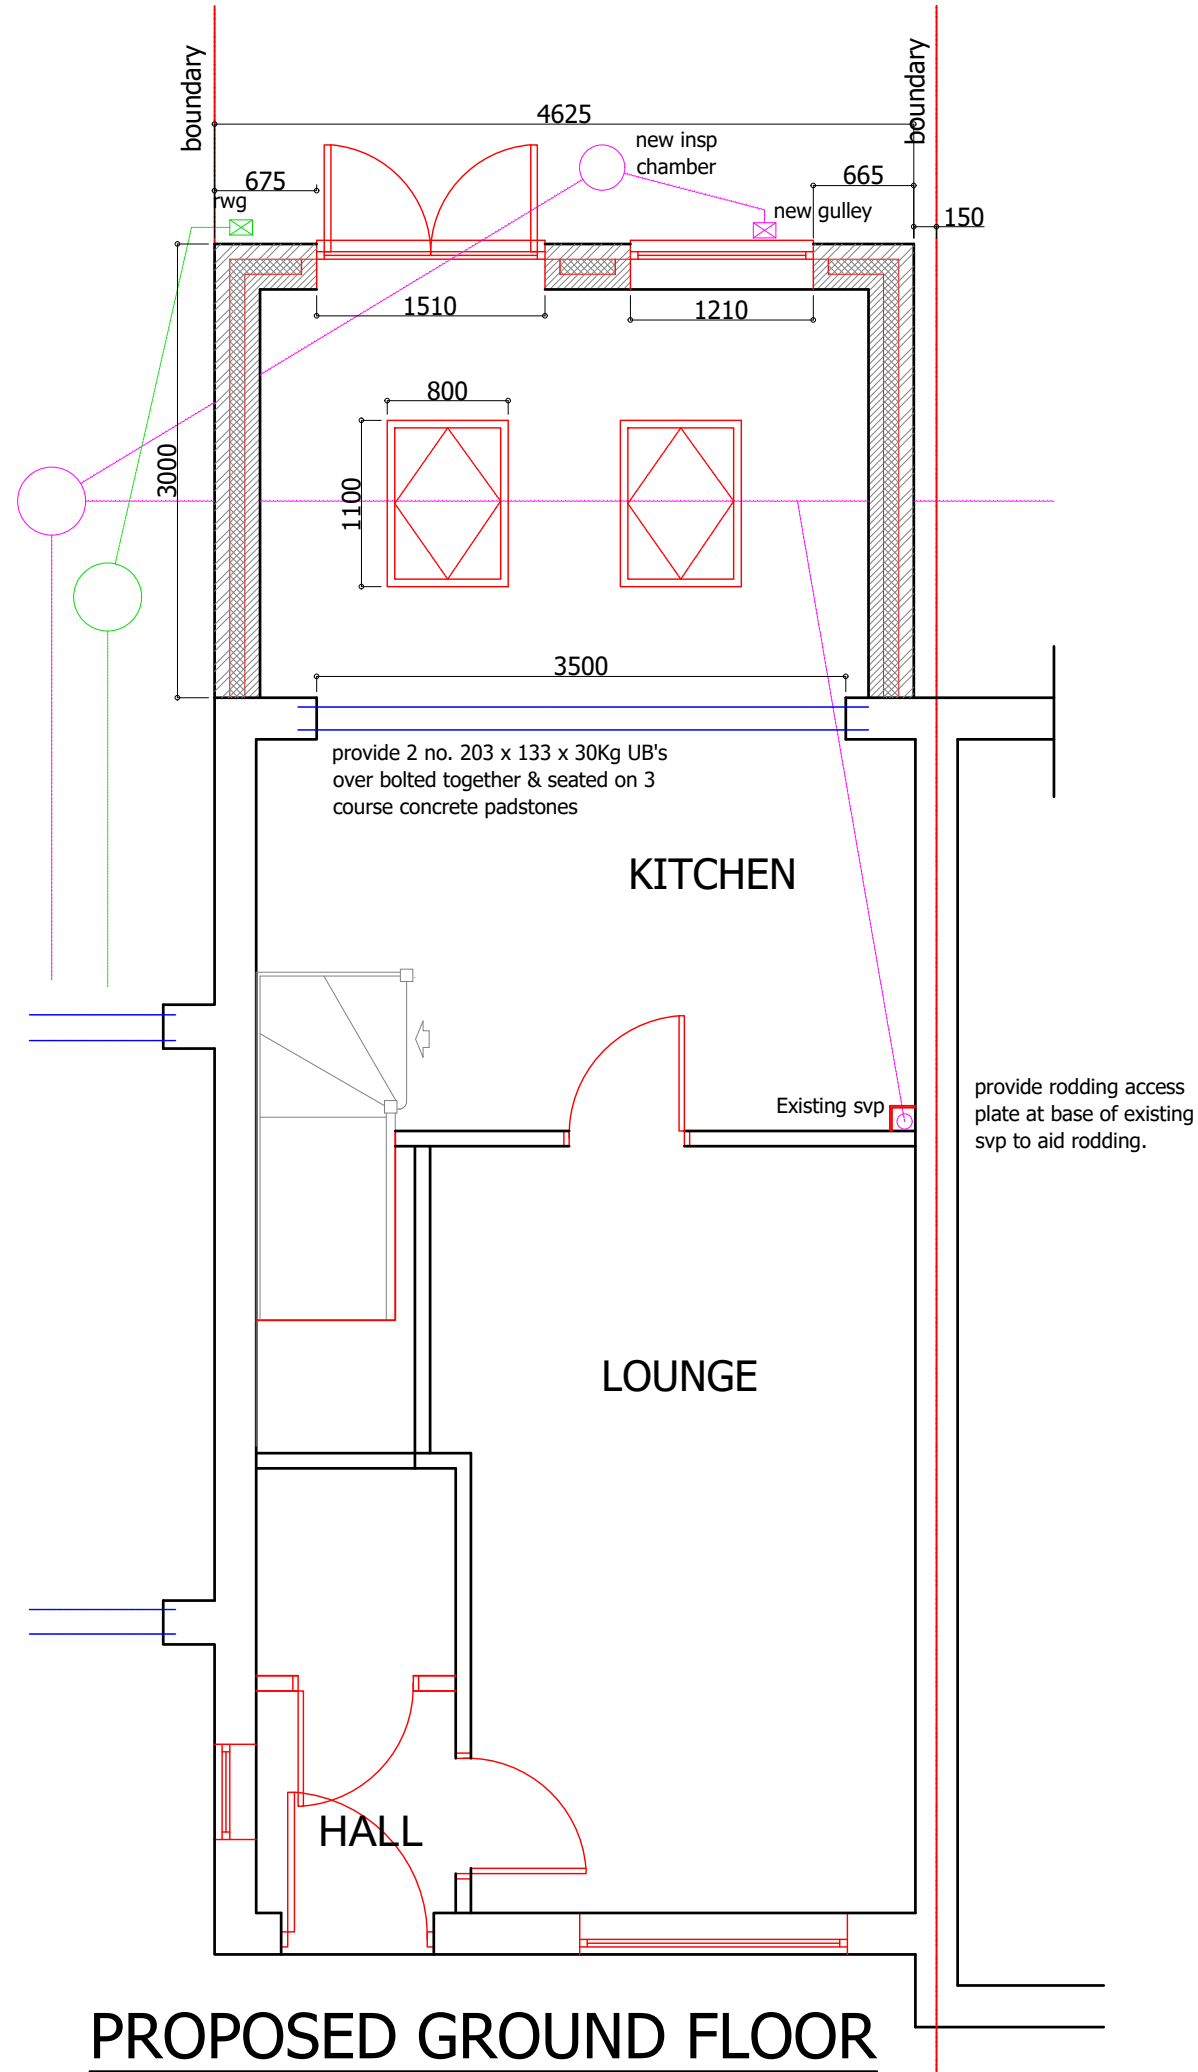 boundary
boundary
4625
new insp
chamber
675
665
rwg
new gulley
150
1510
1210
800
3000
1100
3500
provide 2 no. 203 x 133 x 30Kg UB's
over bolted together & seated on 3
course concrete padstones
KITCHEN
Existing svp
provide rodding access
plate at base of existing
svp to aid rodding.
LOUNGE
HALL
PROPOSED GROUND FLOOR